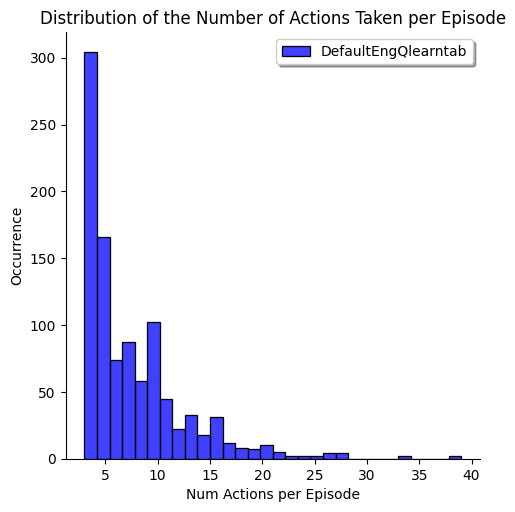 Distribution of the Number of Actions Taken per Episode
DefaultEngQlearntab
300
250
200
150
100
50
0
Occurrence
5 10 15 20 25 30 35 40
Num Actions per Episode